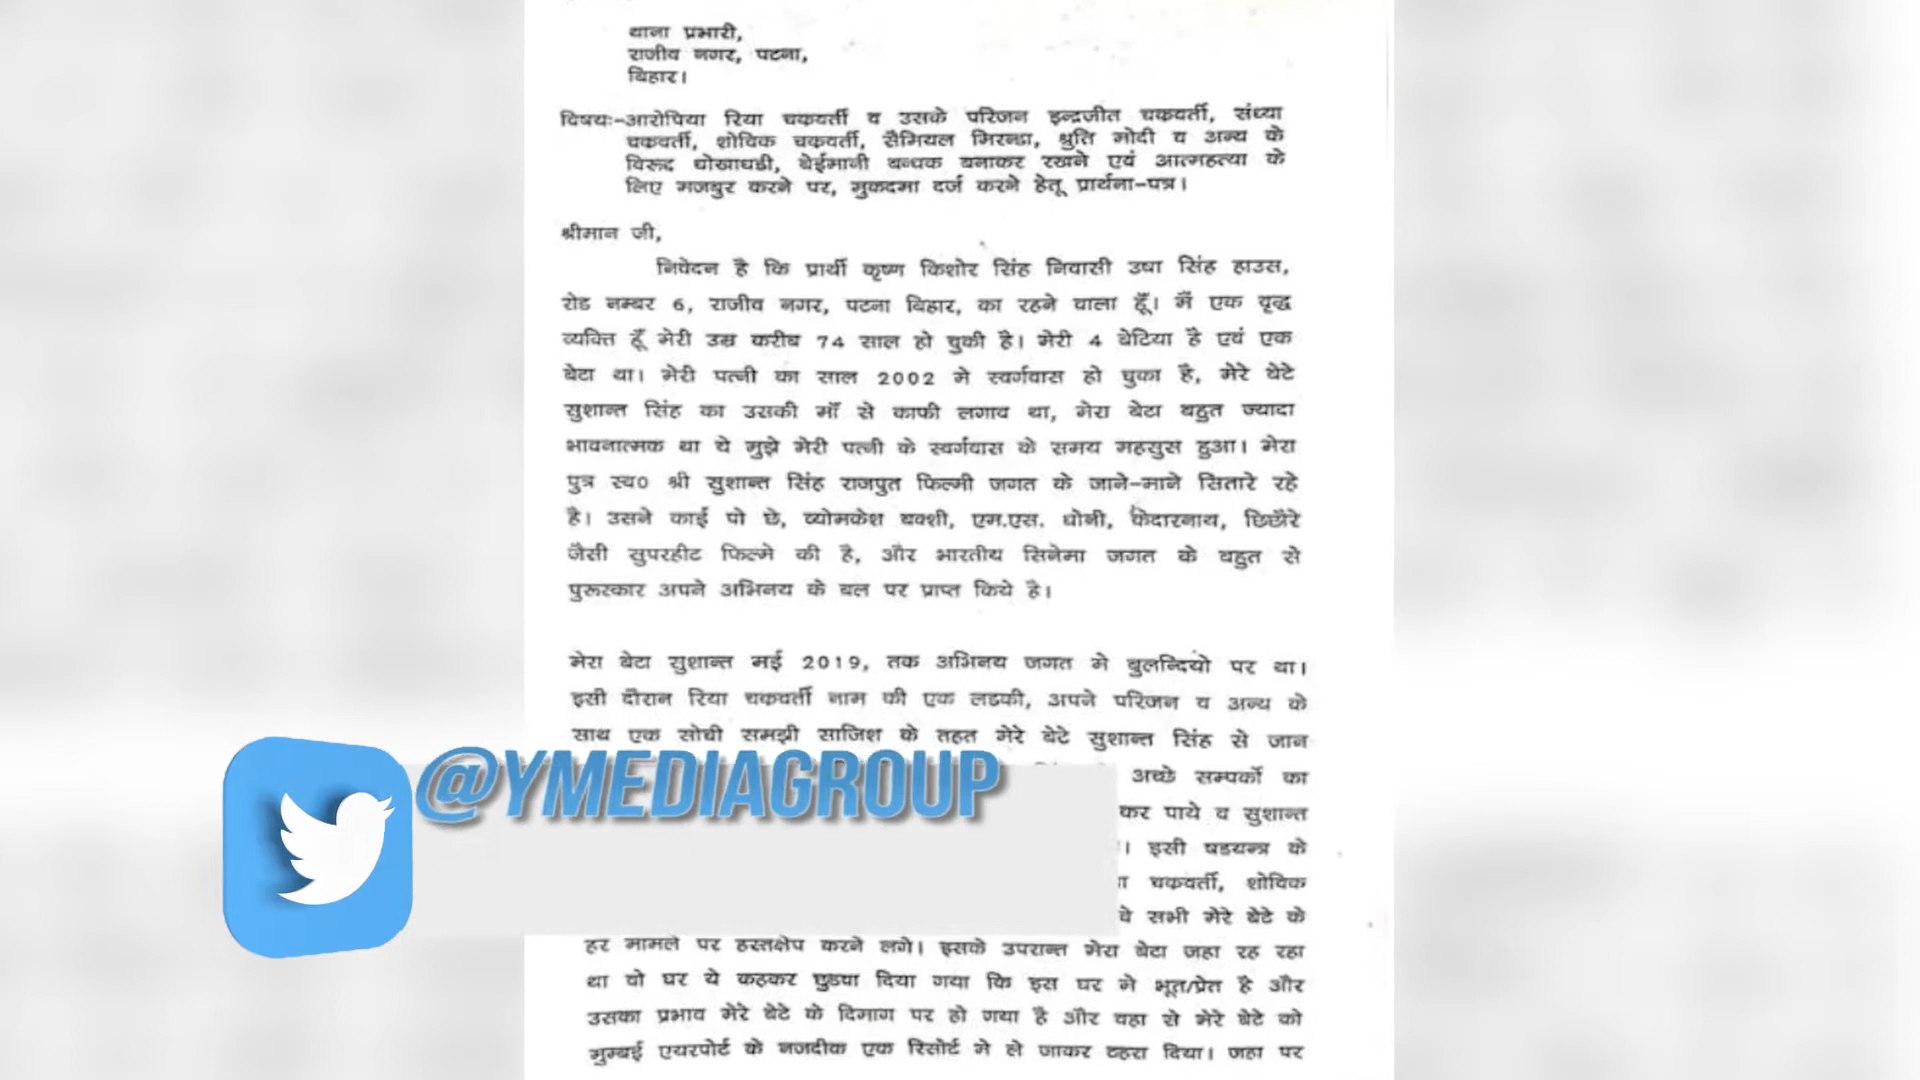 थाना प्रभारी,
राजीव नगर, पटना,
बिहार।
विषयः-आरोपिया रिया चक्रवर्ती व उसके परिजन इन्द्रजीत चक्रवर्ती, संध्या
चक्रवर्ती, शोविक चक्रवर्ती, सैमियल मिरन्डा, श्रुति मोदी व अन्य के
विरूद्ध धोखाधडी, बेईमानी बन्धक बनाकर रखने एवं आत्महत्या के
लिए मजबुर करने पर, मुकदमा दर्ज करने हेतू प्रार्थना-पत्र।
श्रीमान जी,
निवेदन है कि प्रार्थी कृष्ण किशोर सिंह निवासी उषा सिंह हाउस,
रोड नम्बर 6, राजीव नगर, पटना बिहार, का रहने वाला हूँ। मैं एक वृद्ध
व्यक्ति हूँ मेरी उम्र करीब 74 साल हो चुकी है। मेरी 4 बेटिया है एवं एक
बेटा था। मेरी पत्नी का साल 2002 मे स्वर्गवास हो चुका है, मेरे बेटे
सुशान्त सिंह का उसकी माँ से काफी लगाव था, मेरा बेटा बहुत ज्यादा
भावनात्मक था ये मुझे मेरी पत्नी के स्वर्गवास के समय महसुस हुआ। मेरा
पुत्र स्व0 श्री सुशान्त सिंह राजपुत फिल्मी जगत के जाने-माने सितारे रहे
है। उसने काई पो छे, व्योमकेश बक्शी, एम.एस. धोनी, केदारनाथ, छिछौरे
जैसी सुपरहीट फिल्मे की है, और भारतीय सिनेमा जगत के बहुत से
पुरूस्कार अपने अभिनय के बल पर प्राप्त किये है।
मेरा बेटा सुशान्त मई 2019, तक अभिनय जगत मे बुलन्दियो पर था।
इसी दौरान रिया चक्रवर्ती नाम की एक लडकी, अपने परिजन व अन्य के
साथ एक सोची समझी साजिश के तहत मेरे बेटे सुशान्त सिंह से जान
@YMEDIAGROUP
अच्छे सम्पर्को का
कर पाये व सुशान्त
। इसी षडयन्त्र के
चक्रवर्ती, शोविक
वे सभी मेरे बेटे के
हर मामले पर हस्तक्षेप करने लगे। इसके उपरान्त मेरा बेटा जहा रह रहा
था वो घर ये कहकर छुडवा दिया गया कि इस घर मे भूत/प्रेत है और
उसका प्रभाव मेरे बेटे के दिमाग पर हो गया है और वहा से मेरे बेटे को
मुम्बई एयरपोर्ट के नजदीक एक रिसोर्ट मे ले जाकर ठहरा दिया। जहा पर